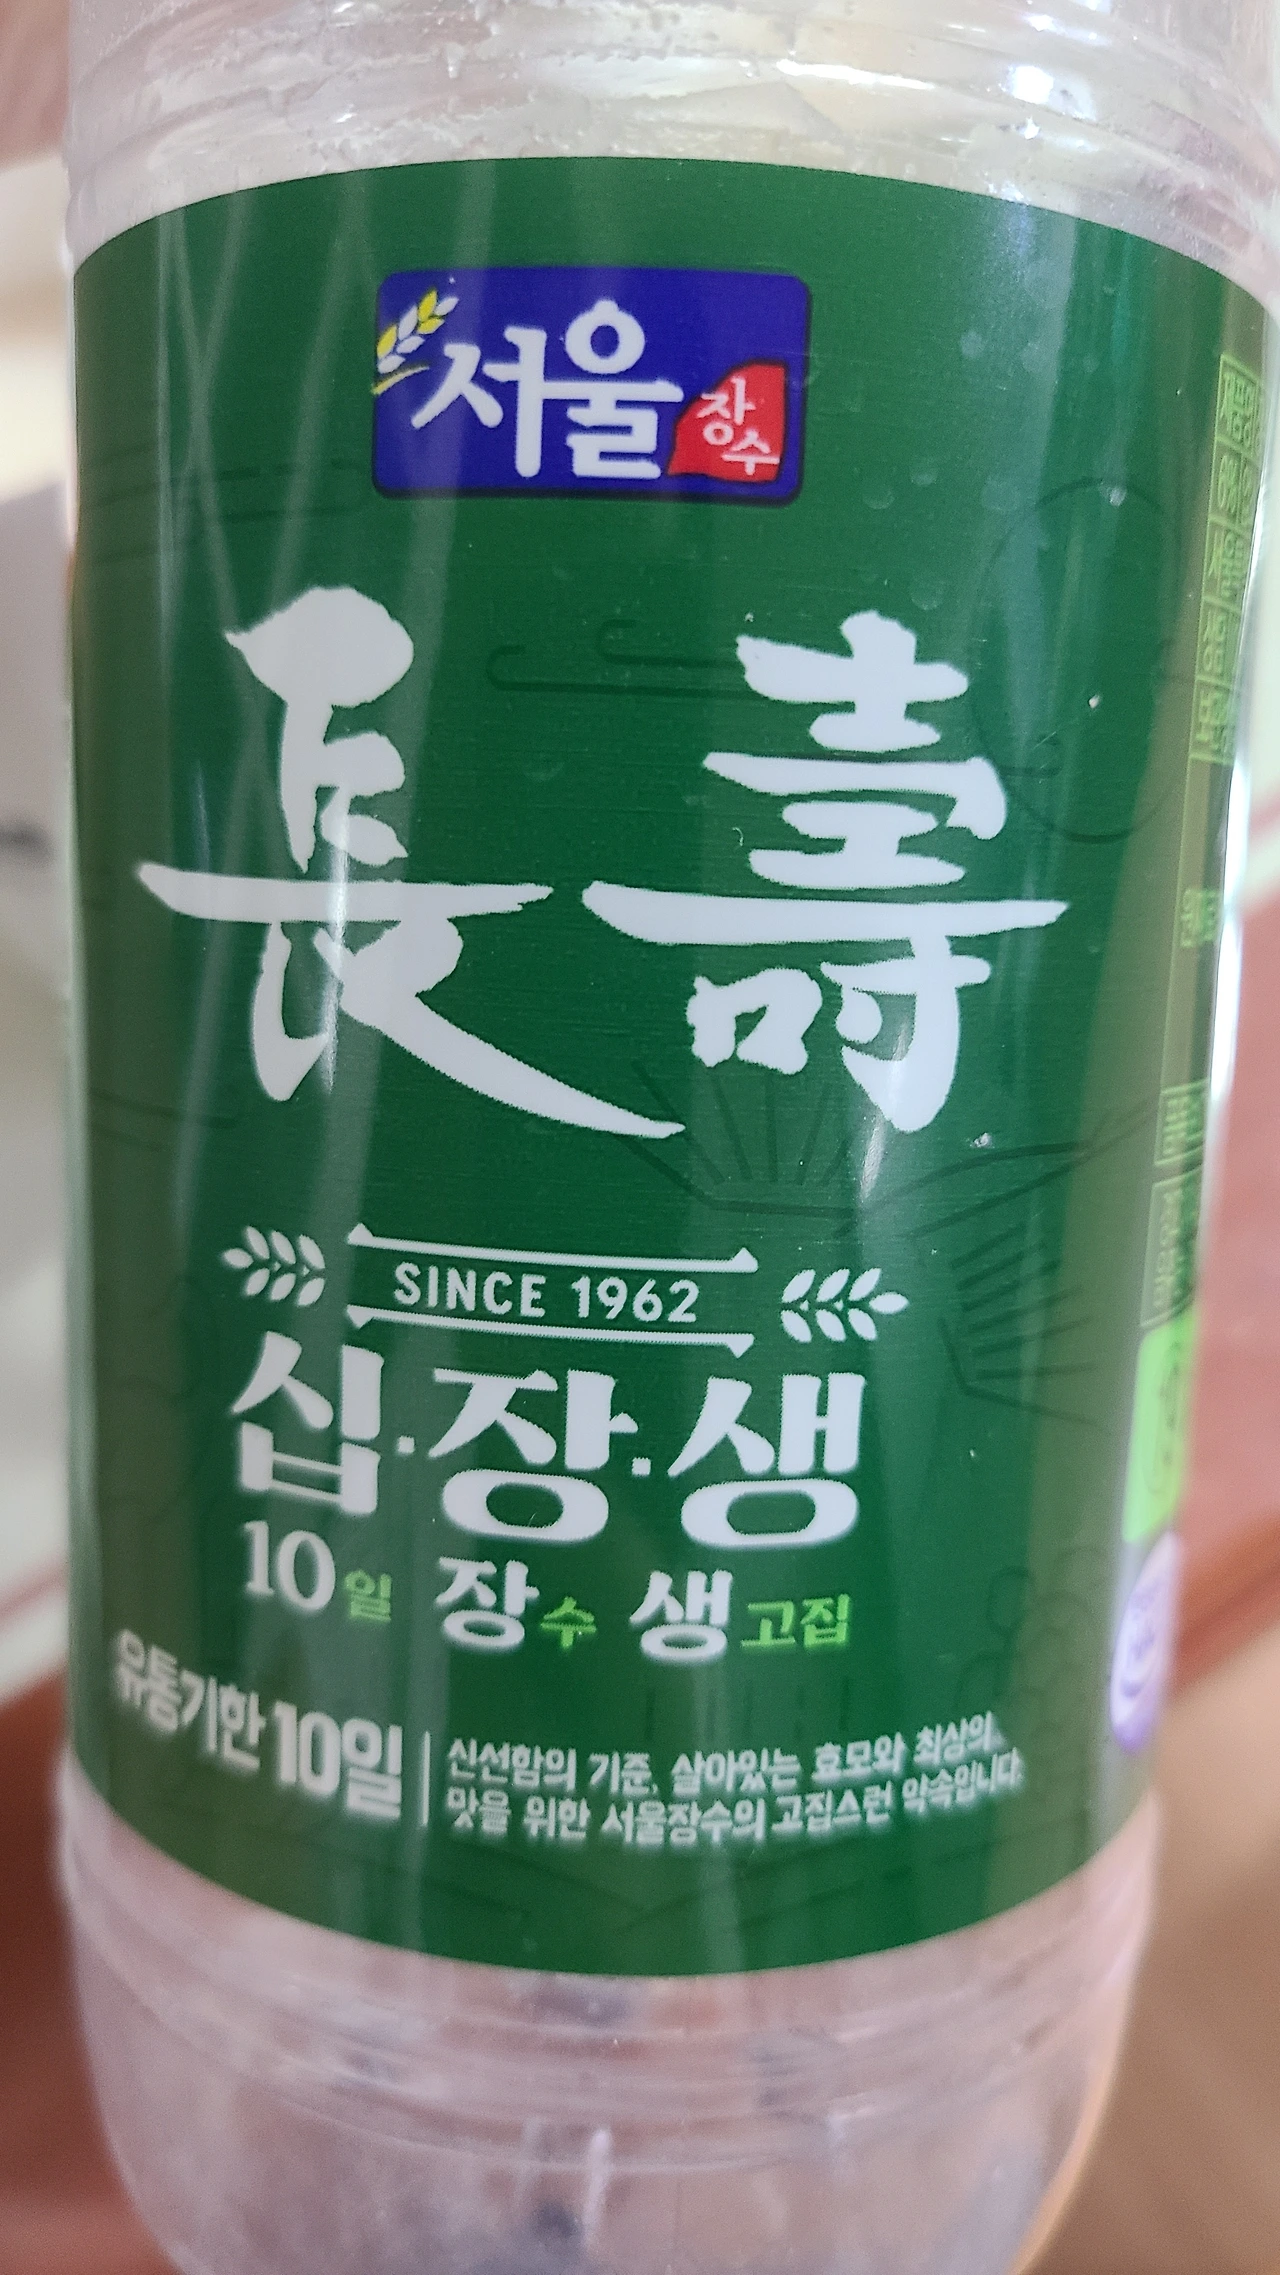 서울 장수
長壽
SINCE 1962
십·장·생
10일 장수 생고집
유통기한 10일
신선함의 기준, 살아있는 효모와 최상의
맛을 위한 서울장수의 고집스런 약속입니다.